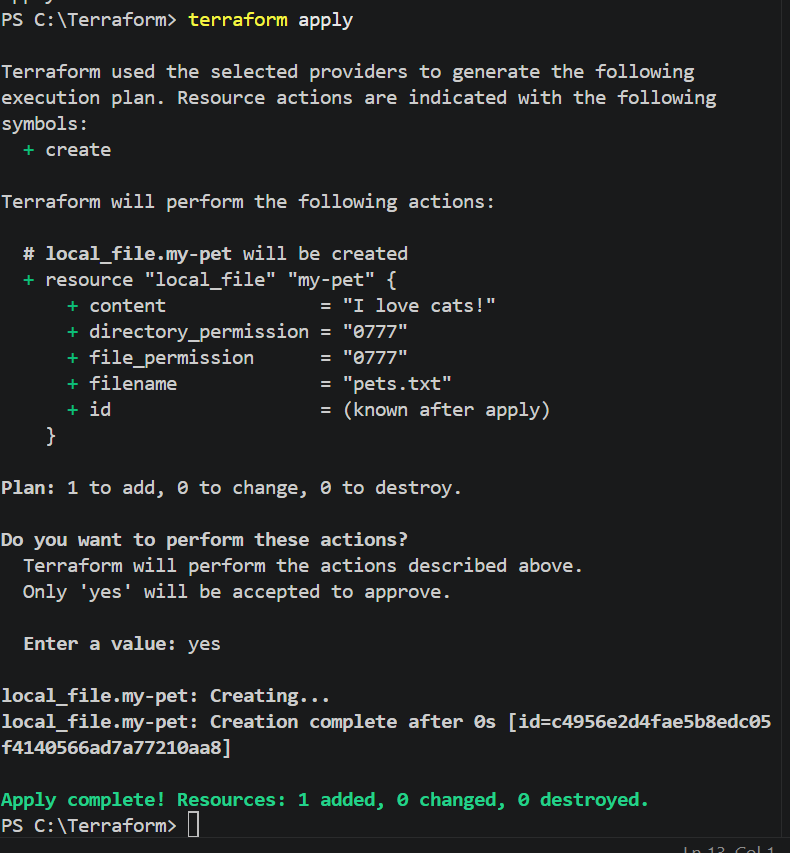 PS C:\Terraform> terraform apply
Terraform used the selected providers to generate the following
execution plan. Resource actions are indicated with the following
symbols:
  + create
Terraform will perform the following actions:
  # local_file.my-pet will be created
  + resource "local_file" "my-pet" {
      + content              = "I love cats!"
      + directory_permission = "0777"
      + file_permission      = "0777"
      + filename             = "pets.txt"
      + id                   = (known after apply)
    }
Plan: 1 to add, 0 to change, 0 to destroy.
Do you want to perform these actions?
  Terraform will perform the actions described above.
  Only 'yes' will be accepted to approve.
  Enter a value: yes
local_file.my-pet: Creating...
local_file.my-pet: Creation complete after 0s [id=c4956e2d4fae5b8edc05
f4140566ad7a77210aa8]
Apply complete! Resources: 1 added, 0 changed, 0 destroyed.
PS C:\Terraform>